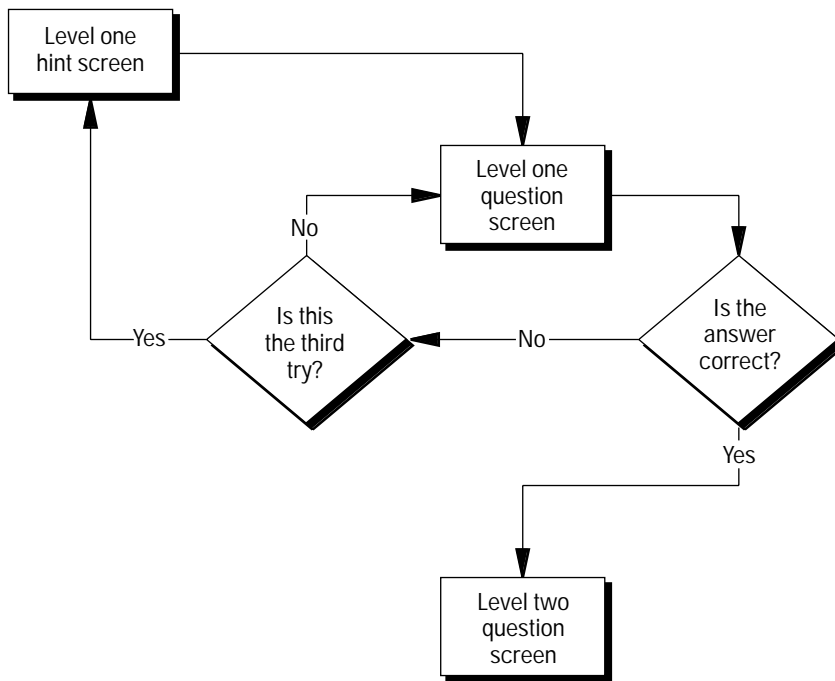 Level one
hint screen
Level one
question
screen
No
Is this
the third
try?
Yes
No
Is the
answer
correct?
Yes
Level two
question
screen